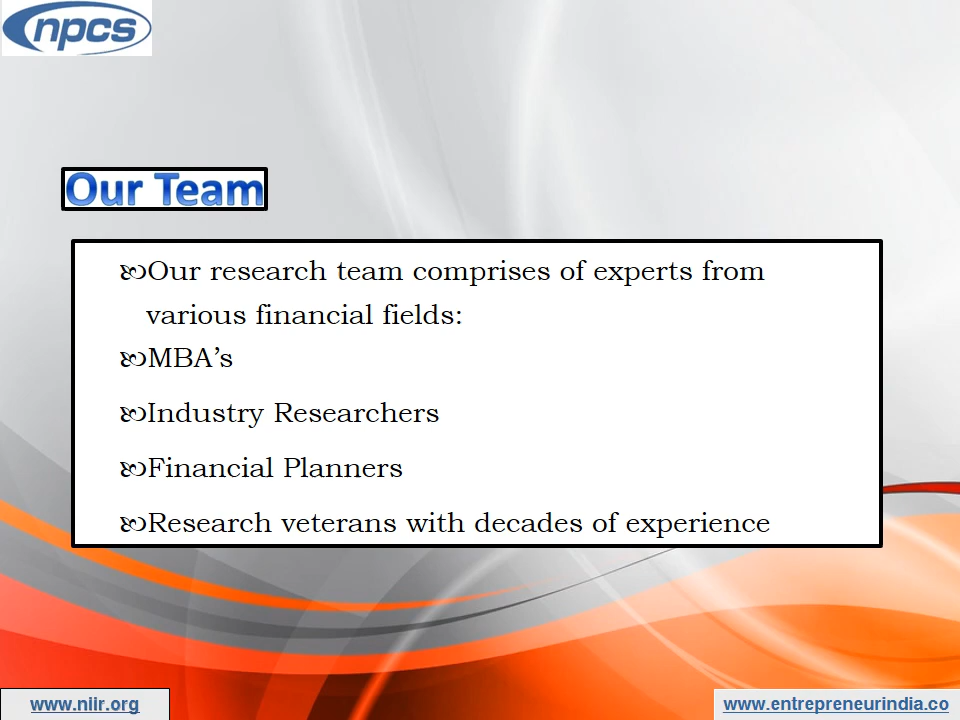 npcs
Our Team
Our research team comprises of experts from
various financial fields:
MBA’s
Industry Researchers
Financial Planners
Research veterans with decades of experience
www.niir.org
www.entrepreneurindia.co